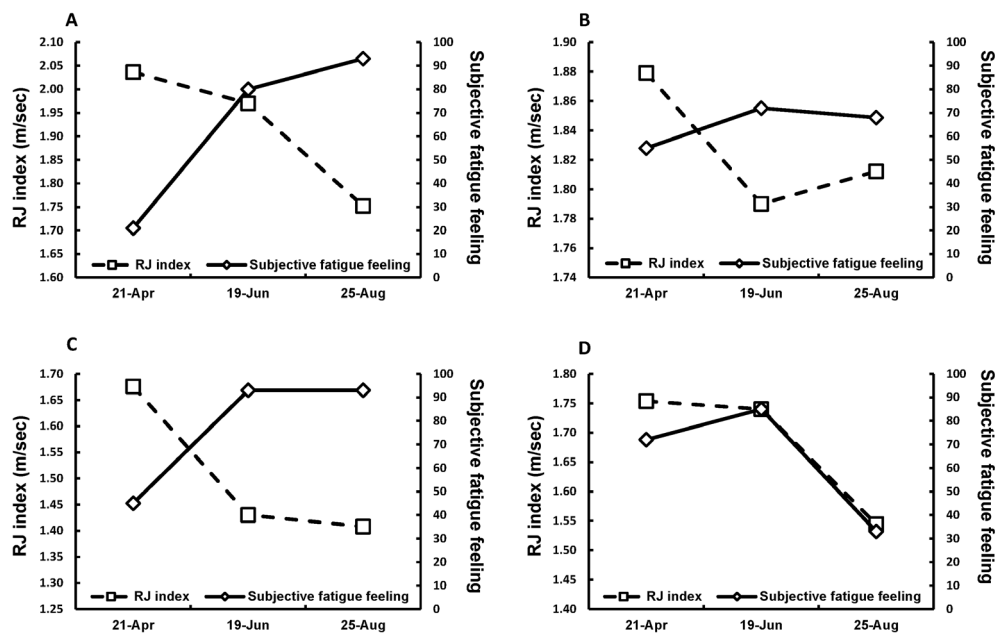 A
RJ index (m/sec)
2.10
2.05
2.00
1.95
1.90
1.85
1.80
1.75
1.70
1.65
1.60
100
90
80
70
60
50
40
30
20
10
0
Subjective fatigue feeling
RJ index
Subjective fatigue feeling
21-Apr
19-Jun
25-Aug
B
RJ index (m/sec)
1.90
1.88
1.86
1.84
1.82
1.80
1.78
1.76
1.74
100
90
80
70
60
50
40
30
20
10
0
Subjective fatigue feeling
RJ index
Subjective fatigue feeling
21-Apr
19-Jun
25-Aug
C
RJ index (m/sec)
1.70
1.65
1.60
1.55
1.50
1.45
1.40
1.35
1.30
1.25
100
90
80
70
60
50
40
30
20
10
0
Subjective fatigue feeling
RJ index
Subjective fatigue feeling
21-Apr
19-Jun
25-Aug
D
RJ index (m/sec)
1.80
1.75
1.70
1.65
1.60
1.55
1.50
1.45
1.40
100
90
80
70
60
50
40
30
20
10
0
Subjective fatigue feeling
RJ index
Subjective fatigue feeling
21-Apr
19-Jun
25-Aug